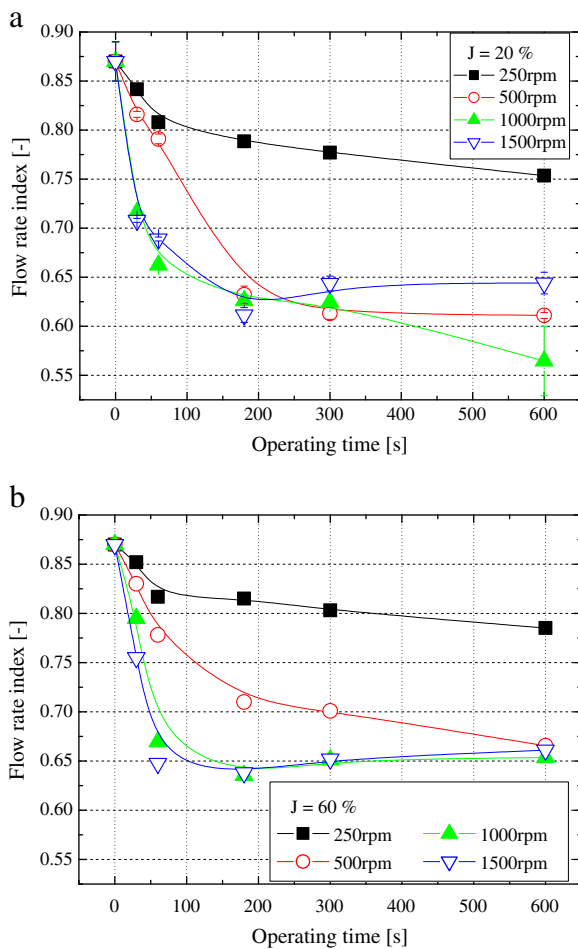 a
0.90
0.85
0.80
0.75
0.70
0.65
0.60
0.55
Flow rate index [-]
J = 20 %
250rpm
500rpm
1000rpm
1500rpm
0 100 200 300 400 500 600
Operating time [s]
b
0.90
0.85
0.80
0.75
0.70
0.65
0.60
0.55
Flow rate index [-]
J = 60 %
250rpm 1000rpm
500rpm 1500rpm
0 100 200 300 400 500 600
Operating time [s]